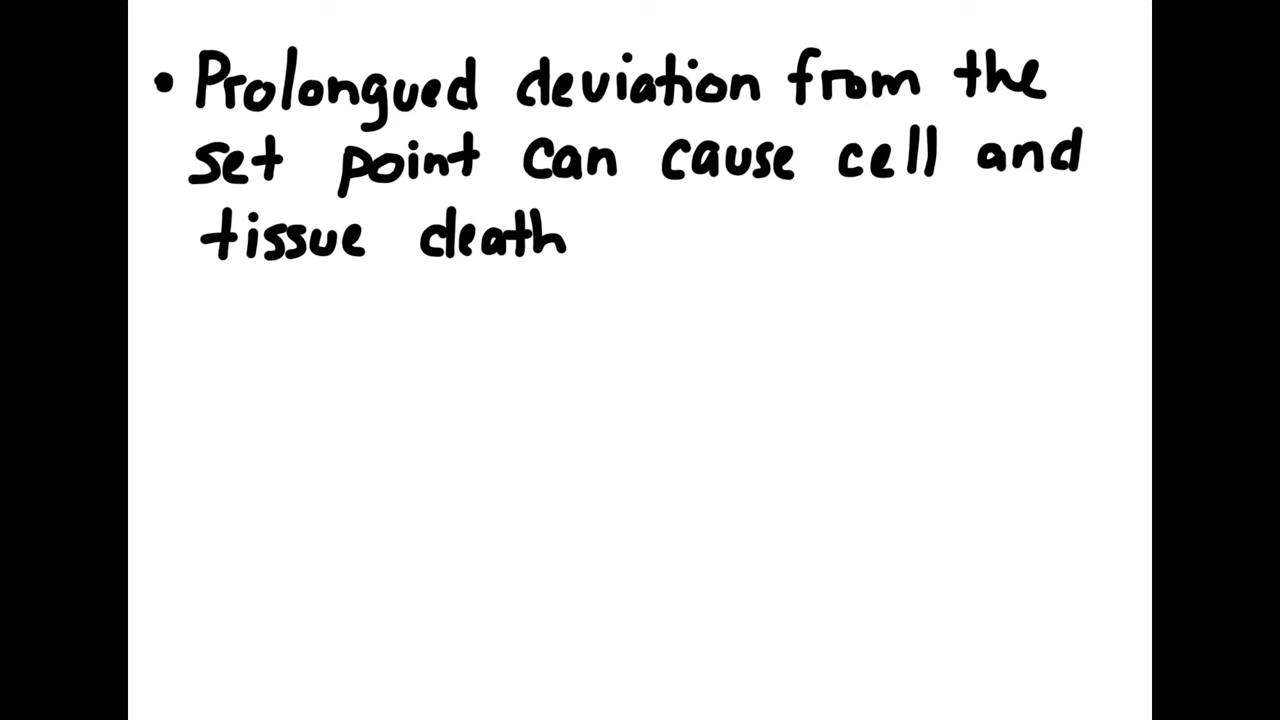 • Prolongued deviation from the
set point can cause cell and
tissue death